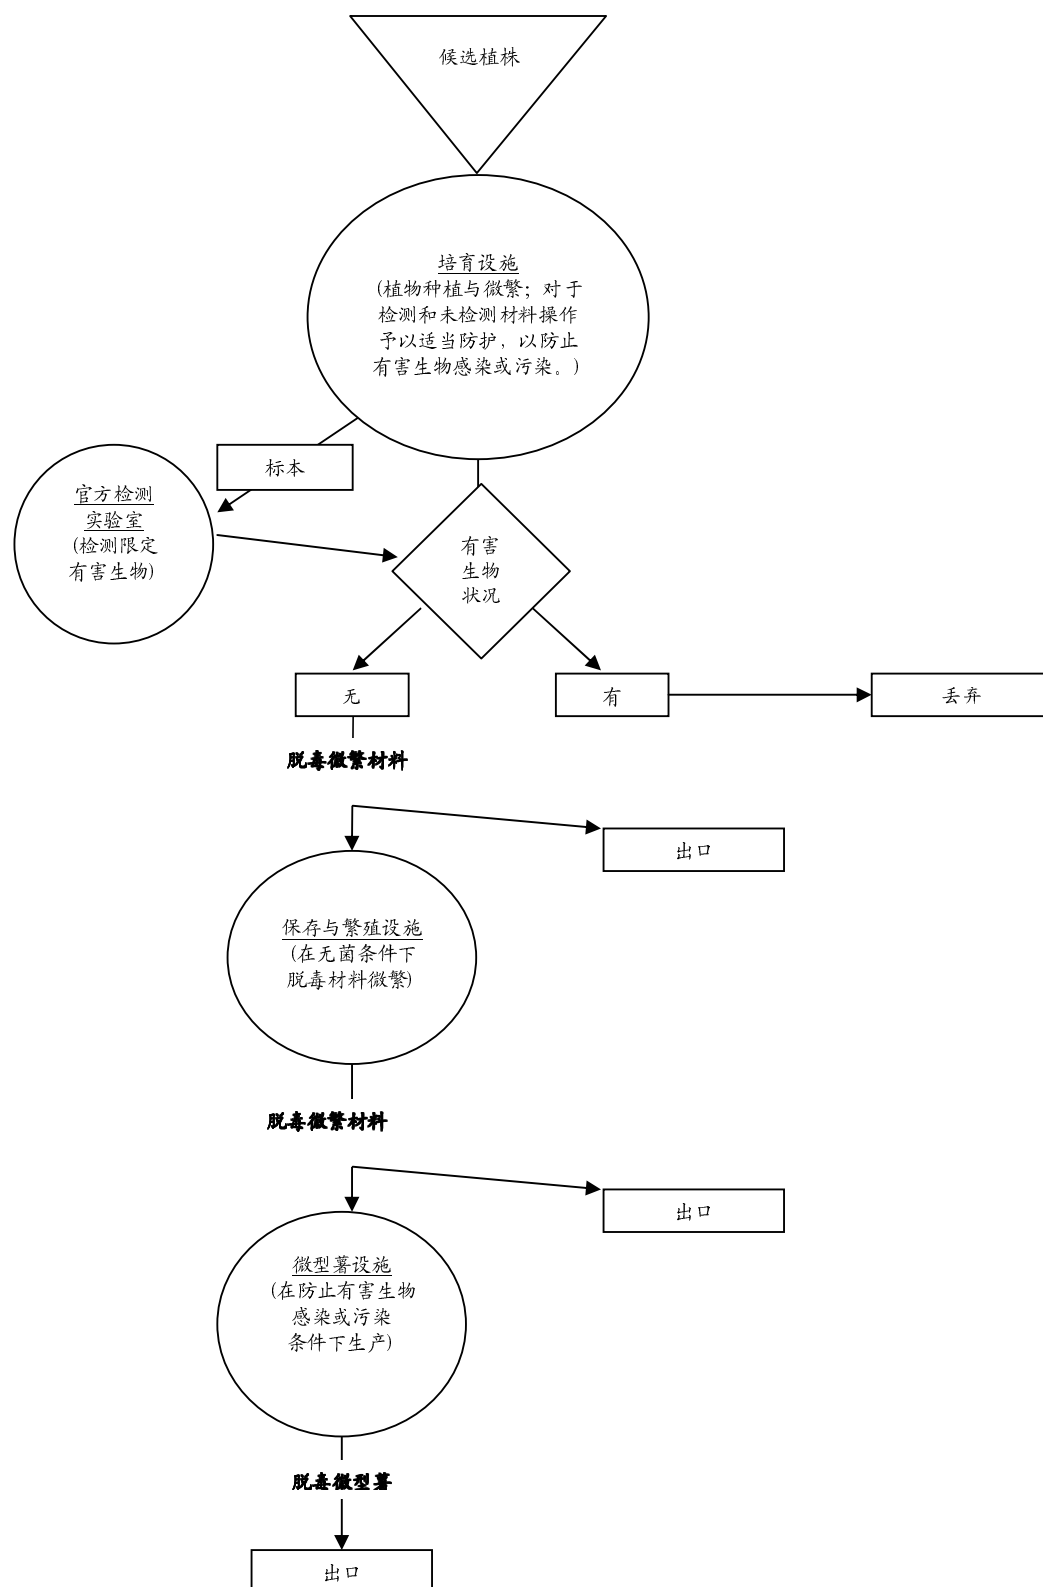 候选植株
培育设施
(植物种植与微繁；对于
检测和未检测材料操作
予以适当防护，以防止
有害生物感染或污染。)
标本
官方检测
实验室
(检测限定
有害生物)
有害
生物
状况
无
有
丢弃
脱毒微繁材料
出口
保存与繁殖设施
(在无菌条件下
脱毒材料微繁)
脱毒微繁材料
出口
微型薯设施
(在防止有害生物
感染或污染
条件下生产)
脱毒微型薯
出口